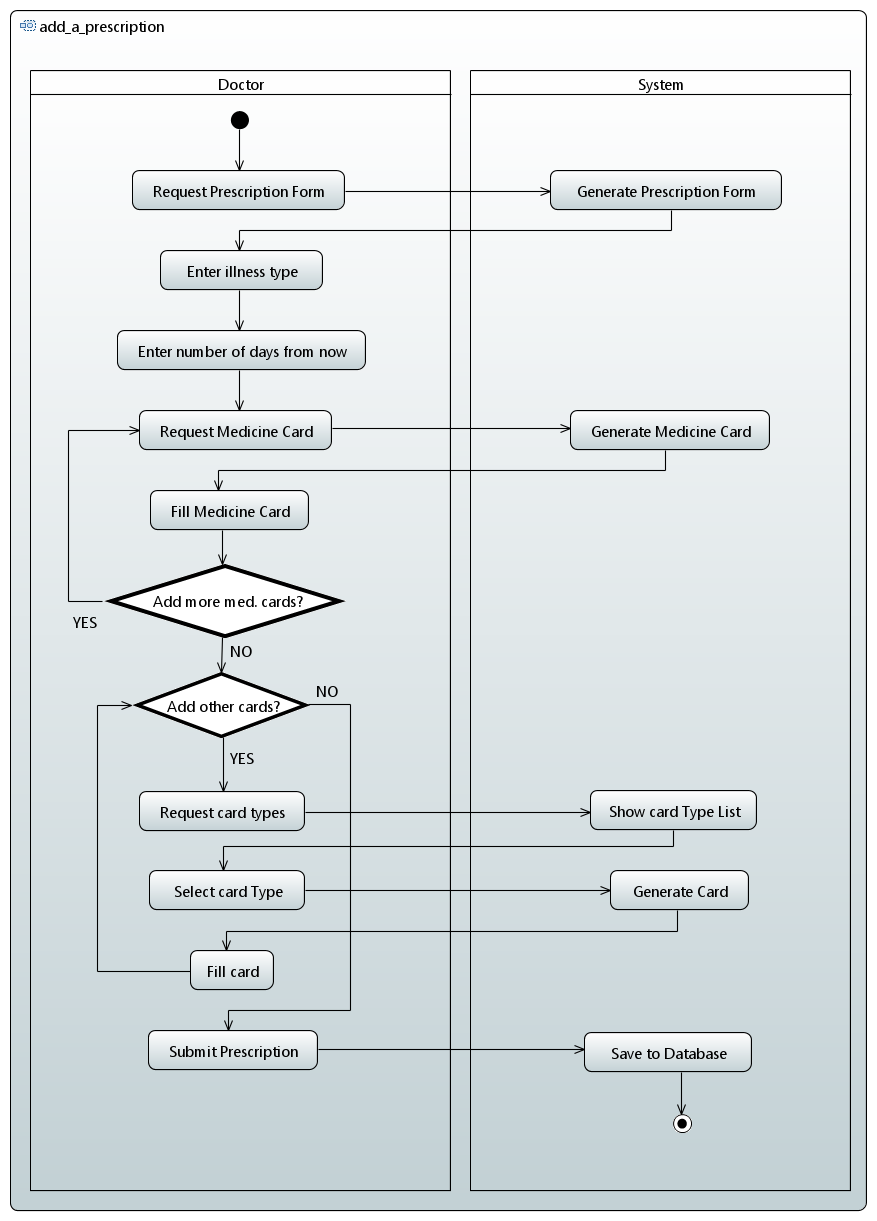 add_a_prescription
Doctor
System
Request Prescription Form
Generate Prescription Form
Enter illness type
Enter number of days from now
Request Medicine Card
Generate Medicine Card
Fill Medicine Card
Add more med. cards?
YES
NO
NO
Add other cards?
YES
Request card types
Show card Type List
Select card Type
Generate Card
Fill card
Submit Prescription
Save to Database